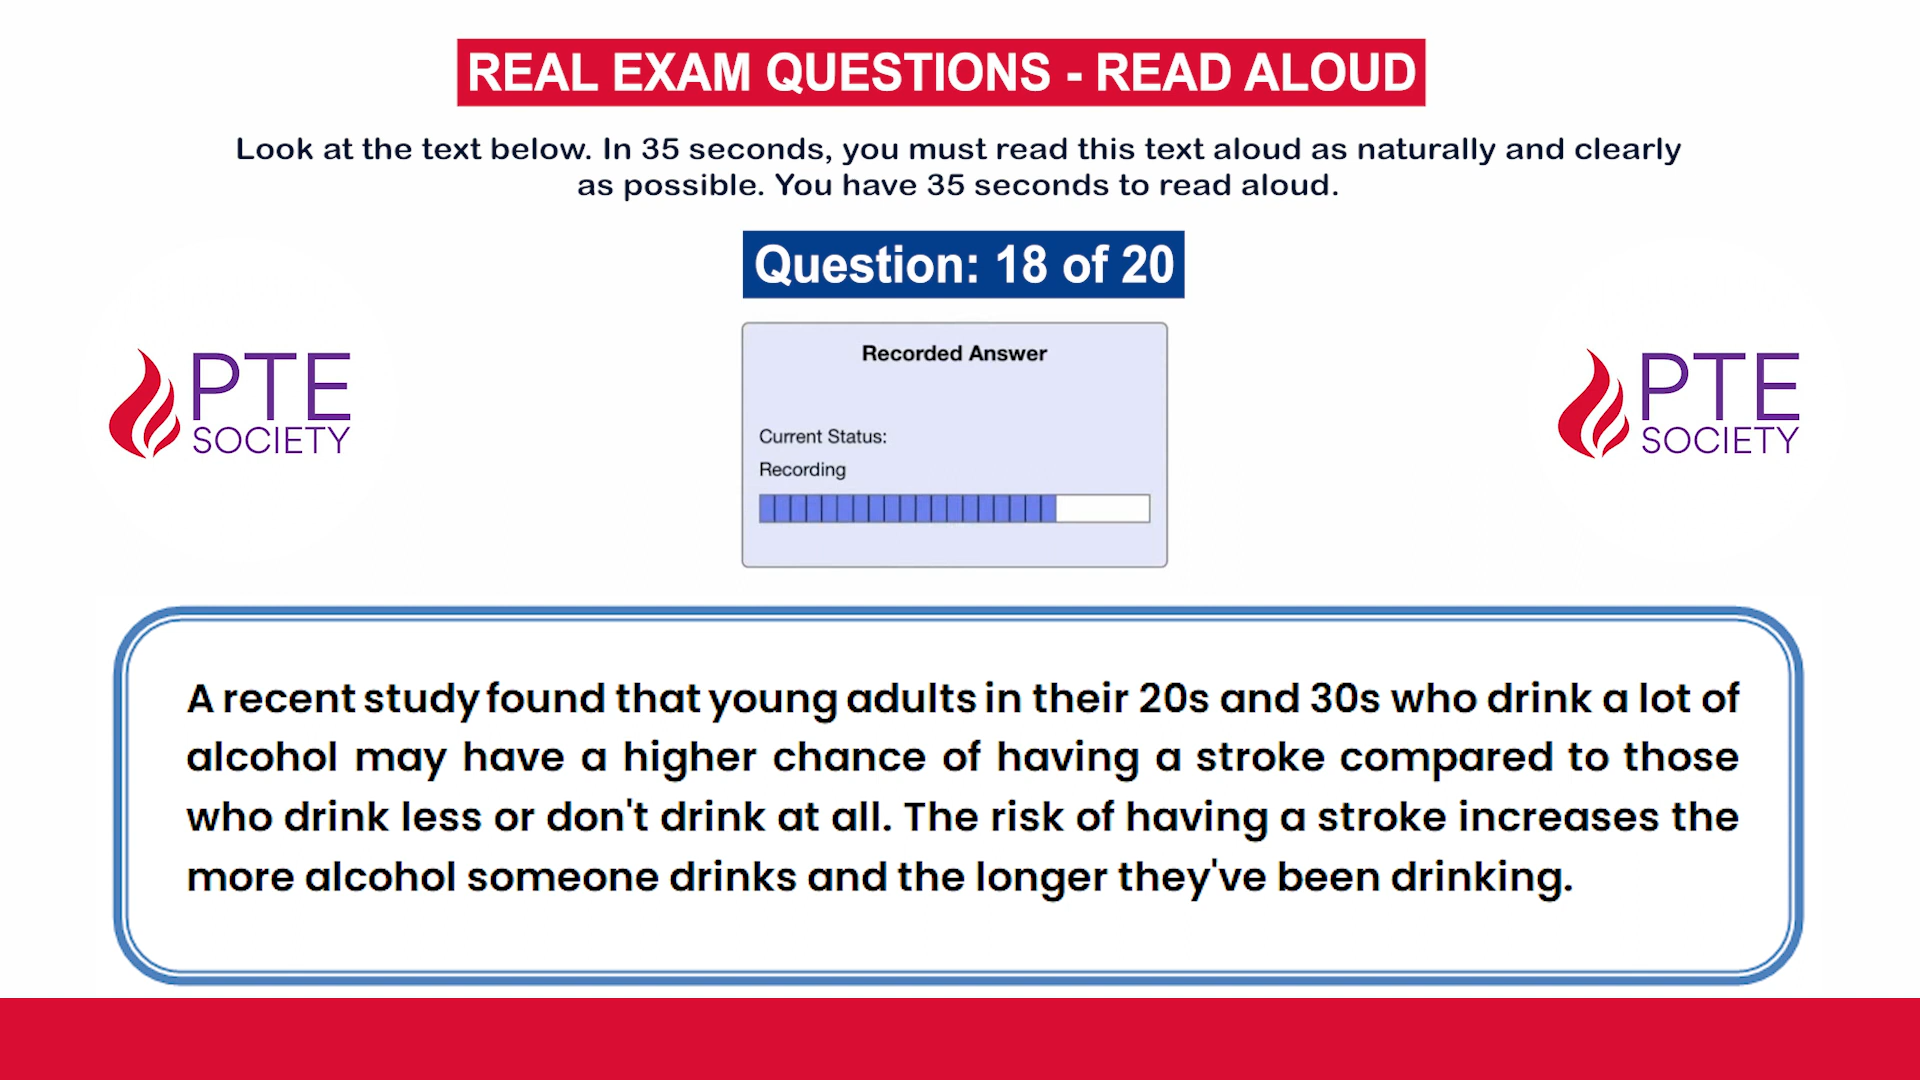 REAL EXAM QUESTIONS - READ ALOUD
Look at the text below. In 35 seconds, you must read this text aloud as naturally and clearly
as possible. You have 35 seconds to read aloud.
Question: 18 of 20
PTE
SOCIETY
Recorded Answer
Current Status:
Recording
PTE
SOCIETY
A recent study found that young adults in their 20s and 30s who drink a lot of
alcohol may have a higher chance of having a stroke compared to those
who drink less or don't drink at all. The risk of having a stroke increases the
more alcohol someone drinks and the longer they've been drinking.